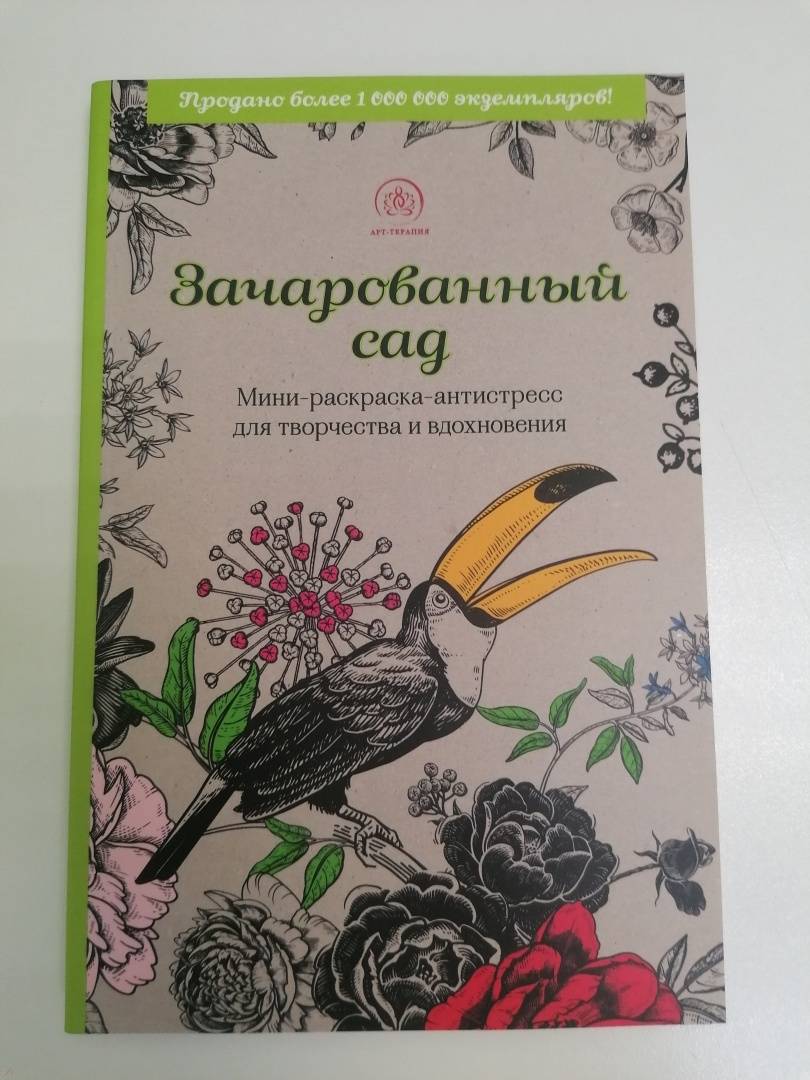 Продано более 1 000 000 экземпляров!
АРТ-ТЕРАПИЯ
Зачарованный
сад
Мини-раскраска-антистресс
для творчества и вдохновения